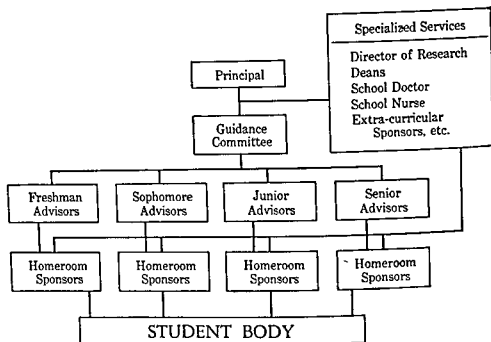 Specialized Services
Director of Research
Deans
School Doctor
School Nurse
Extra-curricular
Sponsors, etc.
Principal
Guidance
Committee
Freshman
Advisors
Sophomore
Advisors
Junior
Advisors
Senior
Advisors
Homeroom
Sponsors
Homeroom
Sponsors
Homeroom
Sponsors
Homeroom
Sponsors
STUDENT BODY